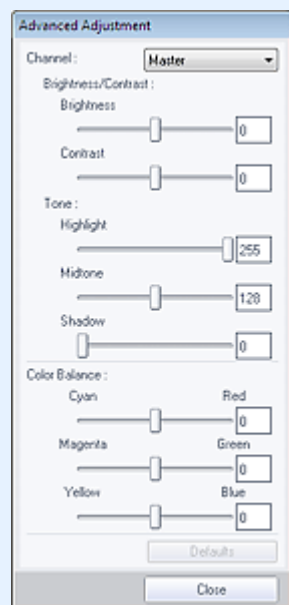 Advanced Adjustment
Channel : Master
Brightness/Contrast :
Brightness
0
Contrast
0
Tone :
Highlight
255
Midtone
128
Shadow
0
Color Balance :
Cyan Red
0
Magenta Green
0
Yellow Blue
0
Defaults
Close